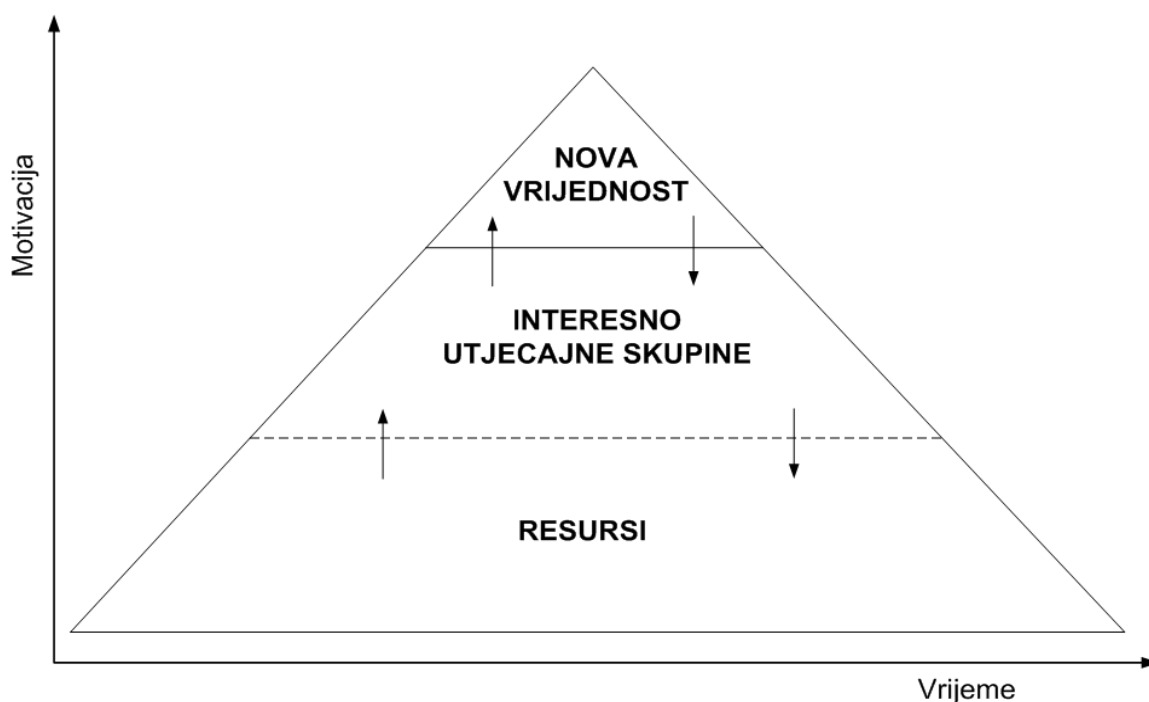 Motivacija
NOVA
VRIJEDNOST
INTERESNO
UTJECAJNE SKUPINE
RESURSI
Vrijeme